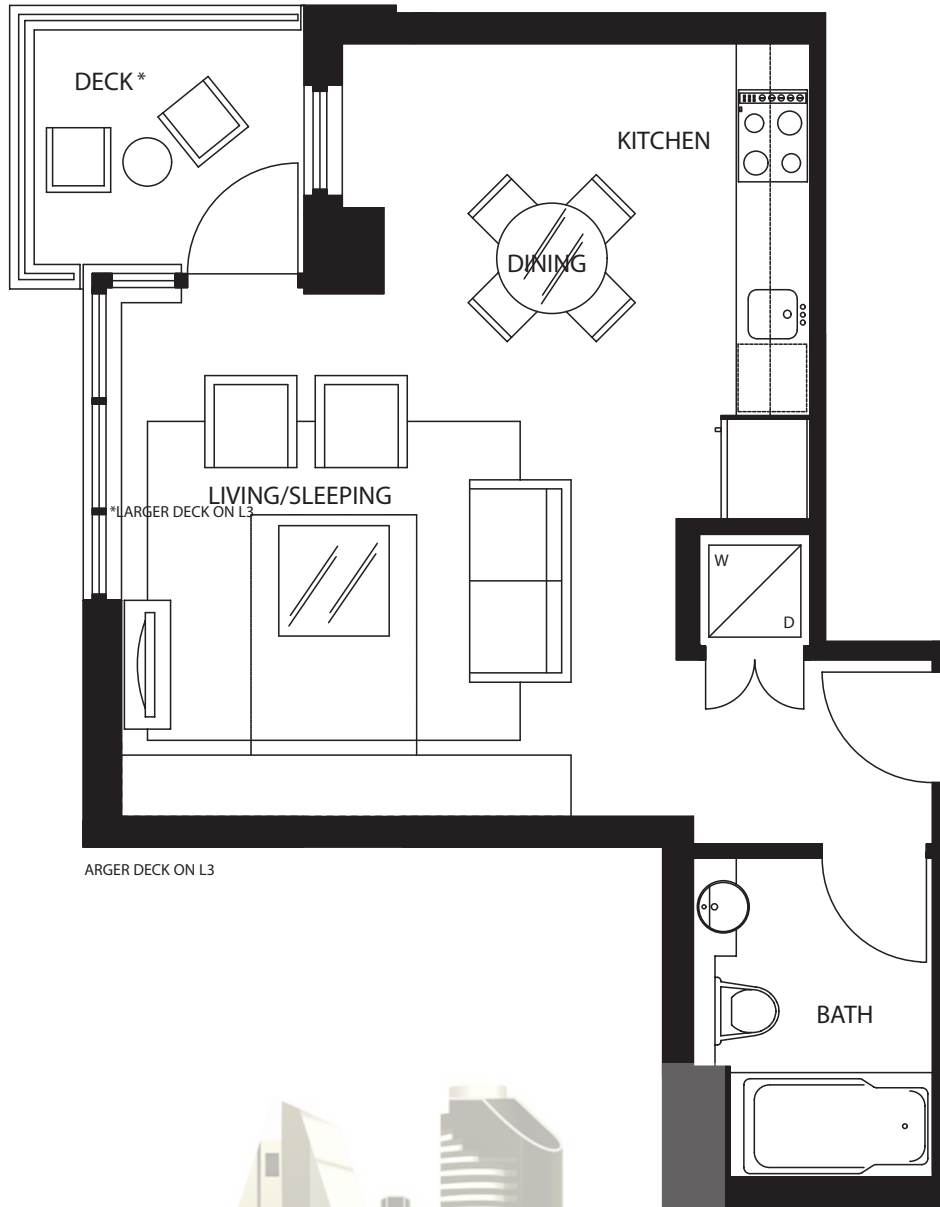 DECK *
KITCHEN
DINING
LIVING/SLEEPING
*LARGER DECK ON L3
W
D
ARGER DECK ON L3
BATH